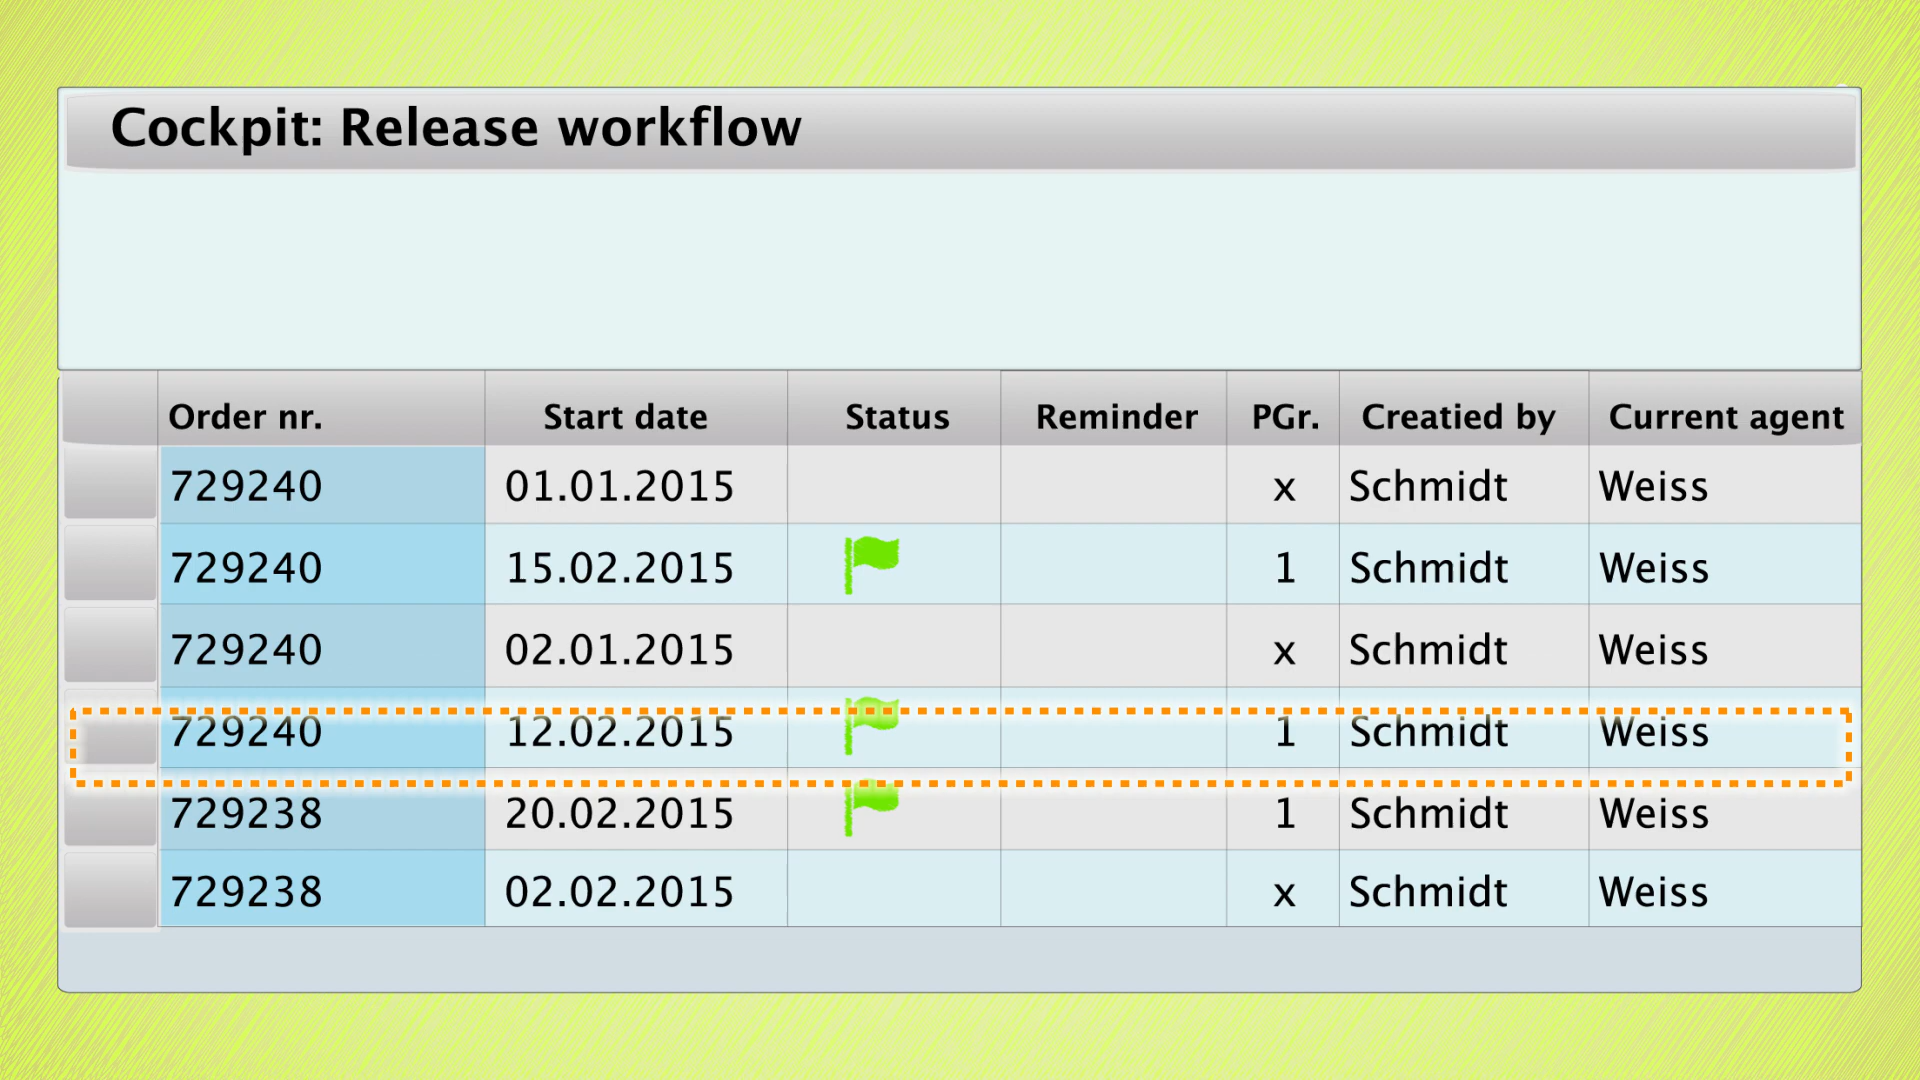 Cockpit: Release workflow
Order nr. Start date Status Reminder PGr. Creatied by Current agent
729240 01.01.2015 x Schmidt Weiss
729240 15.02.2015 1 Schmidt Weiss
729240 02.01.2015 x Schmidt Weiss
729240 12.02.2015 1 Schmidt Weiss
729238 20.02.2015 1 Schmidt Weiss
729238 02.02.2015 x Schmidt Weiss